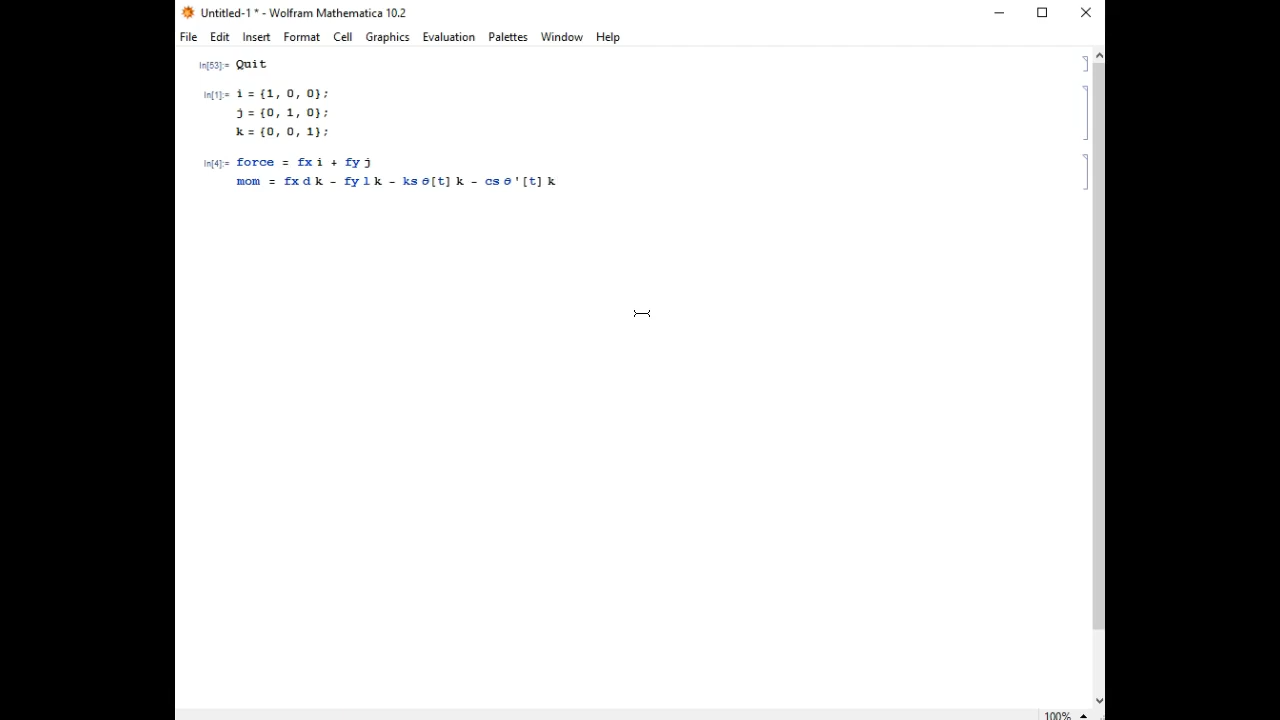 Untitled-1 * - Wolfram Mathematica 10.2
File Edit Insert Format Cell Graphics Evaluation Palettes Window Help
In[53]:= Quit
In[1]:= i = {1, 0, 0};
j = {0, 1, 0};
k = {0, 0, 1};
In[4]:= force = fx i + fy j
mom = fx d k - fy l k - ks θ[t] k - cs θ'[t] k
100%